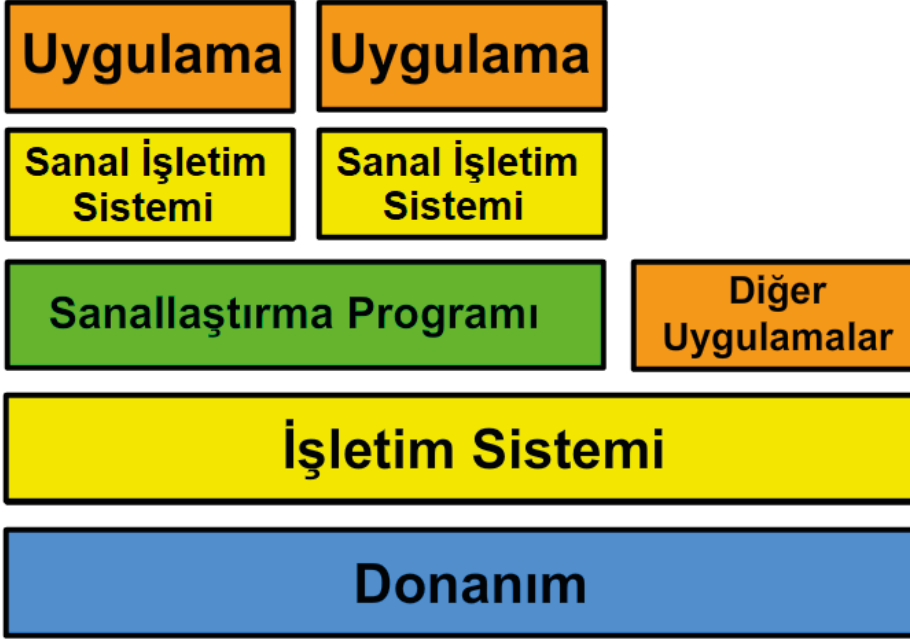 Uygulama
Uygulama
Sanal İşletim
Sistemi
Sanal İşletim
Sistemi
Sanallaştırma Programı
Diğer
Uygulamalar
İşletim Sistemi
Donanım